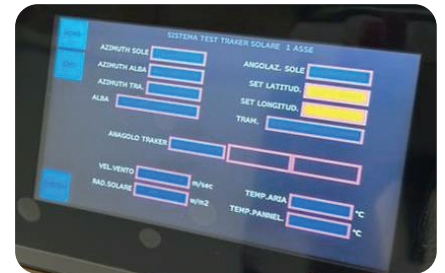 SISTEMA TEST TRAKER SOLARE 1 ASSE
AZIMUTH SOLE
AZIMUTH ALBA
AZIMUTH TRA.
ALBA
ANGOLAZ. SOLE
SET LATITUD.
SET LONGITUD.
TRAM.
ANAGOLO TRAKER
VEL.VENTO m/sec
RAD.SOLARE w/m2
TEMP.ARIA °C
TEMP.PANNEL. °C